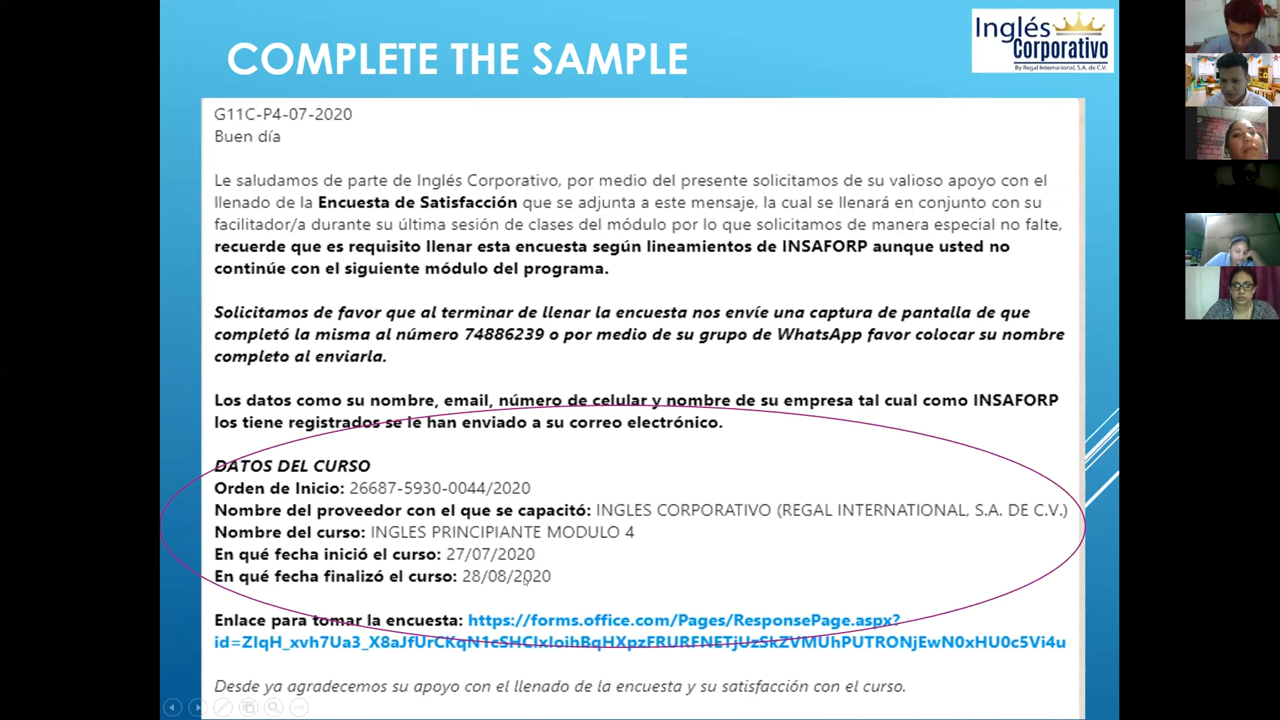 COMPLETE THE SAMPLE
Inglés
Corporativo
By Regal International, S.A. de C.V.
G11C-P4-07-2020
Buen día
Le saludamos de parte de Inglés Corporativo, por medio del presente solicitamos de su valioso apoyo con el
llenado de la Encuesta de Satisfacción que se adjunta a este mensaje, la cual se llenará en conjunto con su
facilitador/a durante su última sesión de clases del módulo por lo que solicitamos de manera especial no falte,
recuerde que es requisito llenar esta encuesta según lineamientos de INSAFORP aunque usted no
continúe con el siguiente módulo del programa.
Solicitamos de favor que al terminar de llenar la encuesta nos envíe una captura de pantalla de que
completó la misma al número 74886239 o por medio de su grupo de WhatsApp favor colocar su nombre
completo al enviarla.
Los datos como su nombre, email, número de celular y nombre de su empresa tal cual como INSAFORP
los tiene registrados se le han enviado a su correo electrónico.
DATOS DEL CURSO
Orden de Inicio: 26687-5930-0044/2020
Nombre del proveedor con el que se capacitó: INGLES CORPORATIVO (REGAL INTERNATIONAL, S.A. DE C.V.)
Nombre del curso: INGLES PRINCIPIANTE MODULO 4
En qué fecha inició el curso: 27/07/2020
En qué fecha finalizó el curso: 28/08/2020
Enlace para tomar la encuesta: https://forms.office.com/Pages/ResponsePage.aspx?
Desde ya agradecemos su apoyo con el llenado de la encuesta y su satisfacción con el curso.